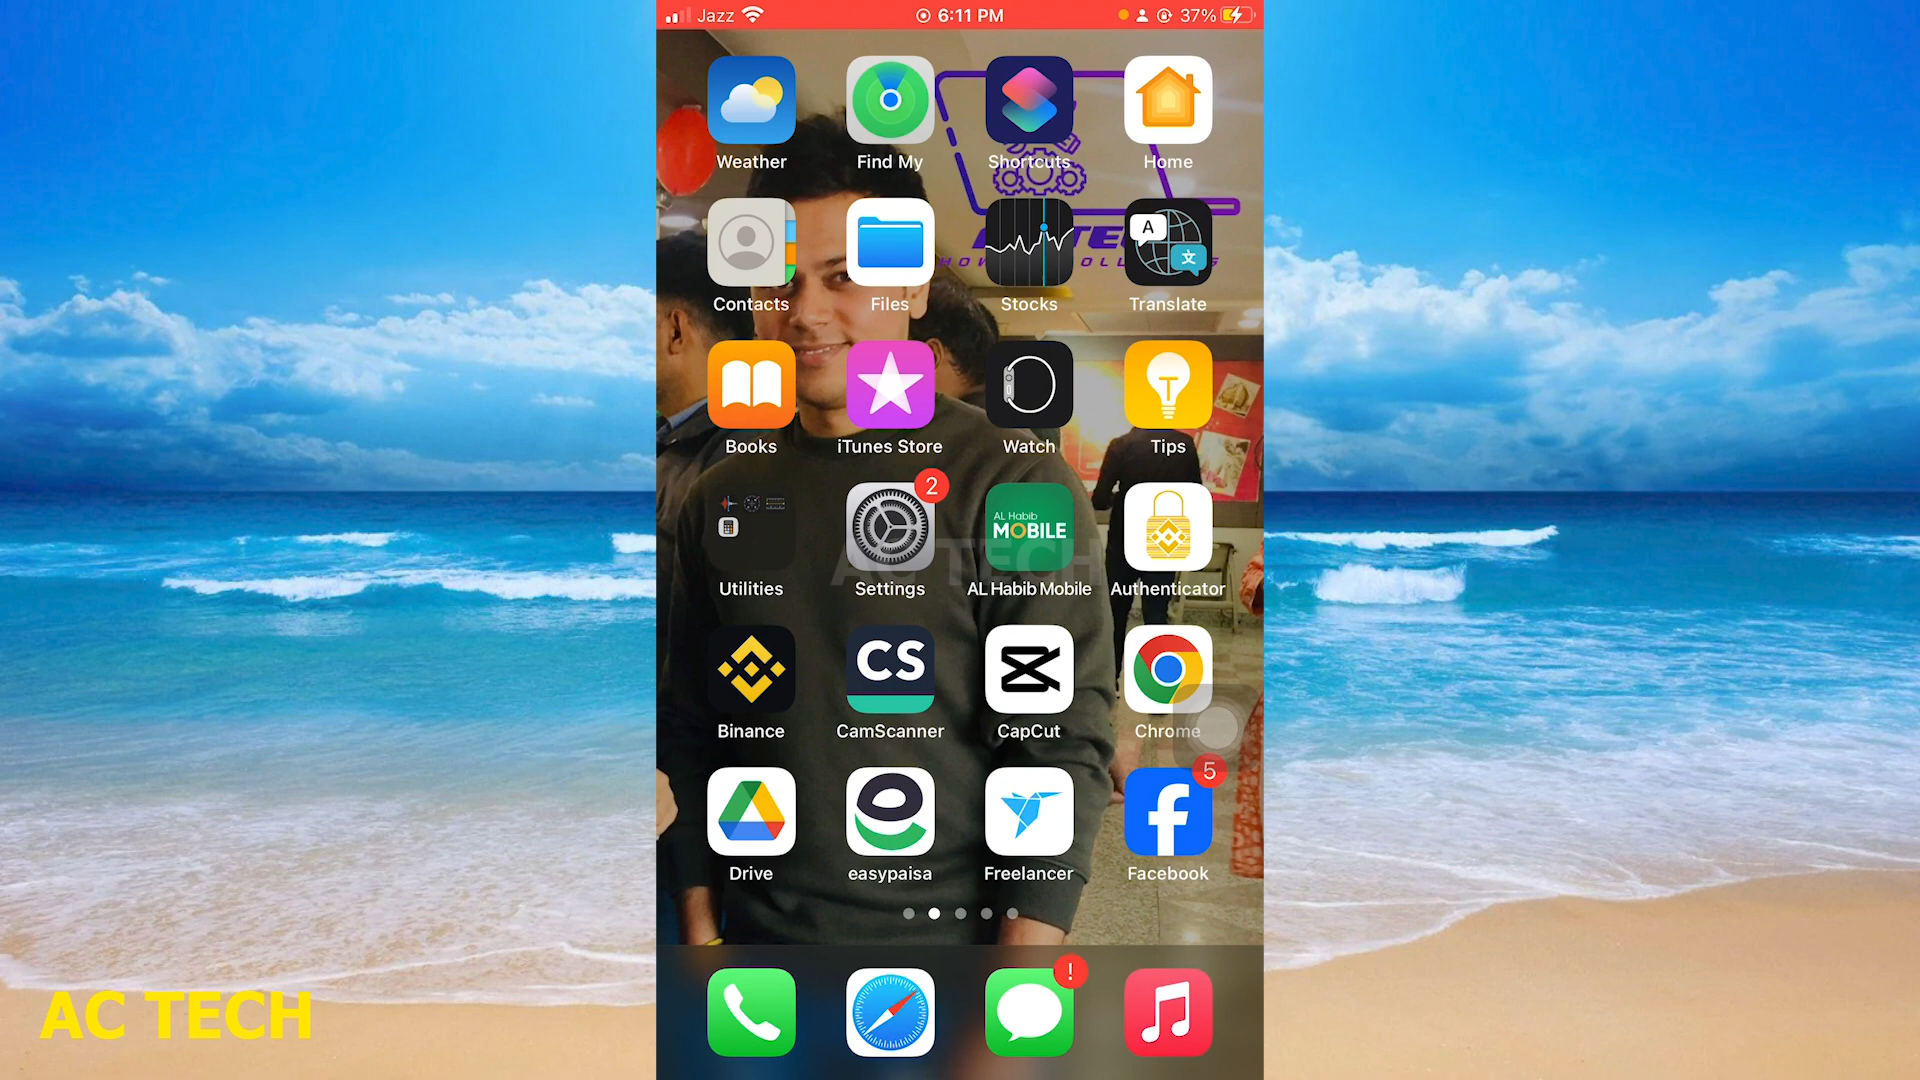 Jazz 6:11 PM 37%
Weather Find My Shortcuts Home
A 文
Contacts Files Stocks Translate
Books iTunes Store Watch Tips
2
AL Habib
MOBILE
AC TECH
Utilities Settings AL Habib Mobile Authenticator
CS
Binance CamScanner CapCut Chrome
5
Drive easypaisa Freelancer Facebook
!
AC TECH